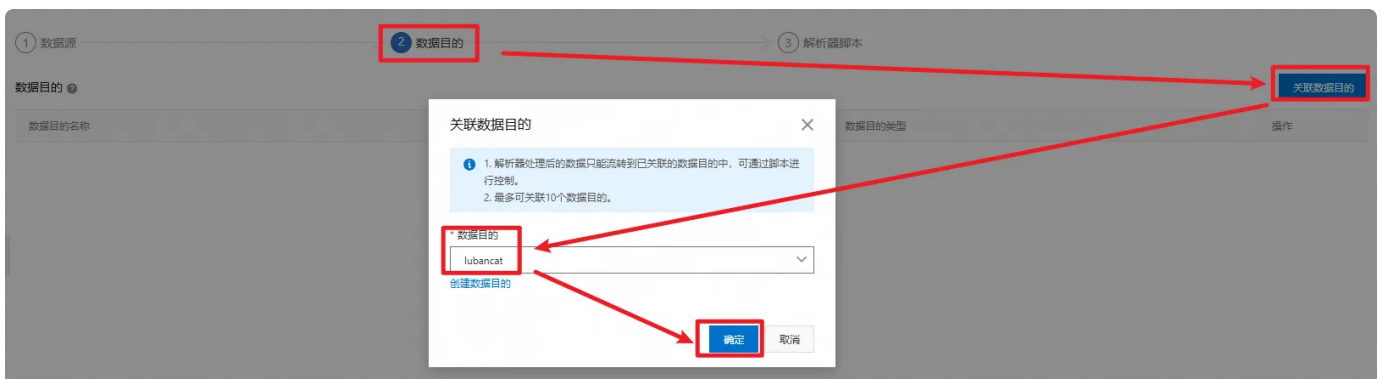 1 数据源
2 数据目的
3 解析器脚本
数据目的
关联数据目的
数据目的名称
数据目的类型
操作
关联数据目的
1. 解析器处理后的数据只能流转到已关联的数据目的中，可通过脚本进
行控制。
2. 最多可关联10个数据目的。
* 数据目的
lubancat
创建数据目的
确定
取消